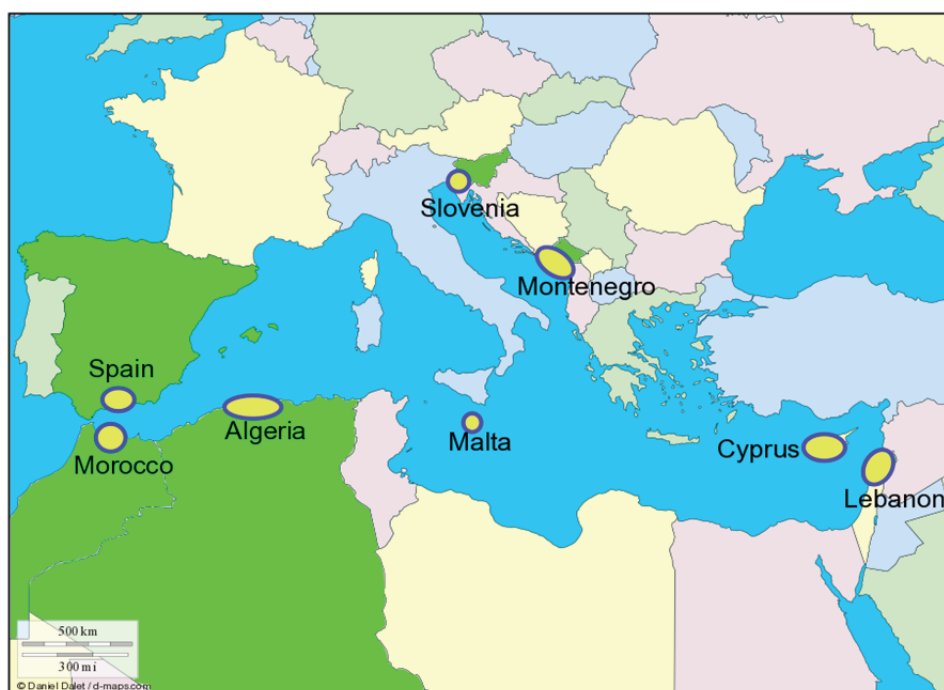 Slovenia
Montenegro
Spain
Algeria
Morocco
Malta
Cyprus
Lebanon
500 km
300 mi
© Daniel Dalet / d-maps.com